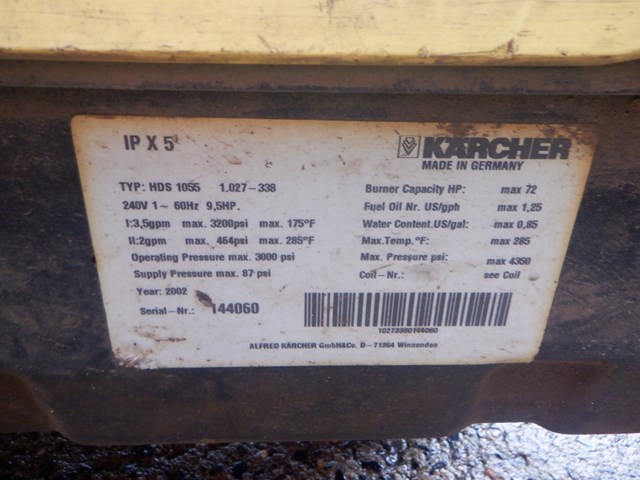 IP X 5
KÄRCHER
MADE IN GERMANY
TYP: HDS 1055 1.027-338
240V 1~ 60Hz 9,5HP.
I:3,5gpm max. 3200psi max. 175°F
II:2gpm max. 464psi max. 285°F
Operating Pressure max. 3000 psi
Supply Pressure max. 87 psi
Year: 2002
Serial-Nr.: 144060
Burner Capacity HP: max 72
Fuel Oil Nr. US/gph max 1,25
Water Content.US/gal: max 0,85
Max.Temp.°F: max 285
Max. Pressure psi: max 4350
Coil-Nr.: see Coil
10273380144060
ALFRED KÄRCHER GmbH&Co. D-71364 Winnenden